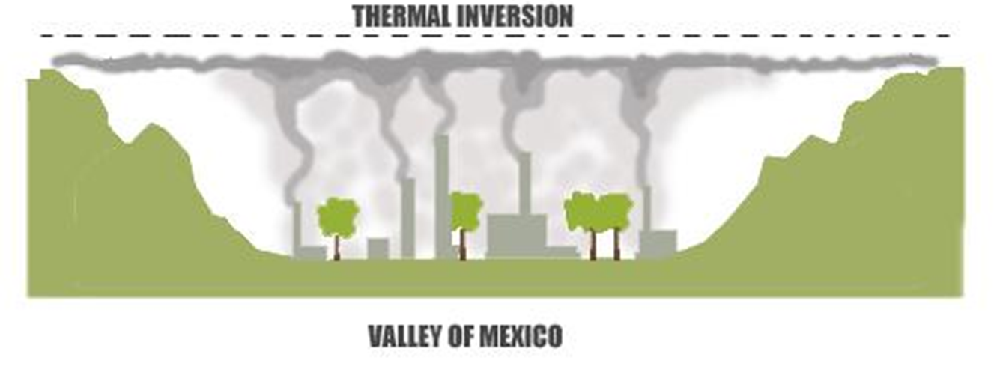 THERMAL INVERSION
VALLEY OF MEXICO